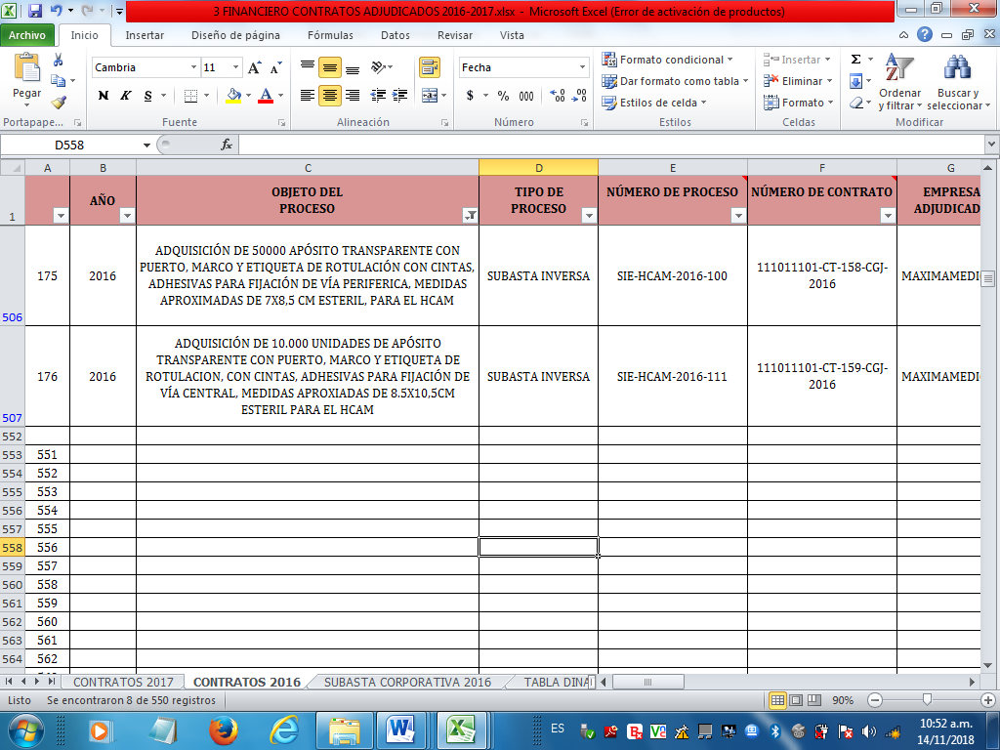 3 FINANCIERO CONTRATOS ADJUDICADOS 2016-2017.xlsx - Microsoft Excel (Error de activación de productos)
Archivo Inicio Insertar Diseño de página Fórmulas Datos Revisar Vista
Pegar
Cambria 11
N K S
Fecha
$ % 000
Formato condicional
Dar formato como tabla
Estilos de celda
Insertar
Eliminar
Formato
Ordenar y filtrar
Buscar y seleccionar
Portapape... Fuente Alineación Número Estilos Celdas Modificar
D558 fx
A B C D E F G
1 AÑO OBJETO DEL PROCESO TIPO DE PROCESO NÚMERO DE PROCESO NÚMERO DE CONTRATO EMPRESA ADJUDICAD
ADQUISICIÓN DE 50000 APÓSITO TRANSPARENTE CON
PUERTO, MARCO Y ETIQUETA DE ROTULACIÓN CON CINTAS,
ADHESIVAS PARA FIJACIÓN DE VÍA PERIFERICA, MEDIDAS
APROXIMADAS DE 7X8,5 CM ESTERIL, PARA EL HCAM
506 175 2016 SUBASTA INVERSA SIE-HCAM-2016-100 111011101-CT-158-CGJ-2016 MAXIMAMEDI
ADQUISICIÓN DE 10.000 UNIDADES DE APÓSITO
TRANSPARENTE CON PUERTO, MARCO Y ETIQUETA DE
ROTULACION, CON CINTAS, ADHESIVAS PARA FIJACIÓN DE
VÍA CENTRAL, MEDIDAS APROXIADAS DE 8.5X10,5CM
ESTERIL PARA EL HCAM
507 176 2016 SUBASTA INVERSA SIE-HCAM-2016-111 111011101-CT-159-CGJ-2016 MAXIMAMEDI
552
553 551
554 552
555 553
556 554
557 555
558 556
559 557
560 558
561 559
562 560
563 561
564 562
CONTRATOS 2017 CONTRATOS 2016 SUBASTA CORPORATIVA 2016 TABLA DINA
Listo Se encontraron 8 de 550 registros 90%
ES
10:52 a.m.
14/11/2018